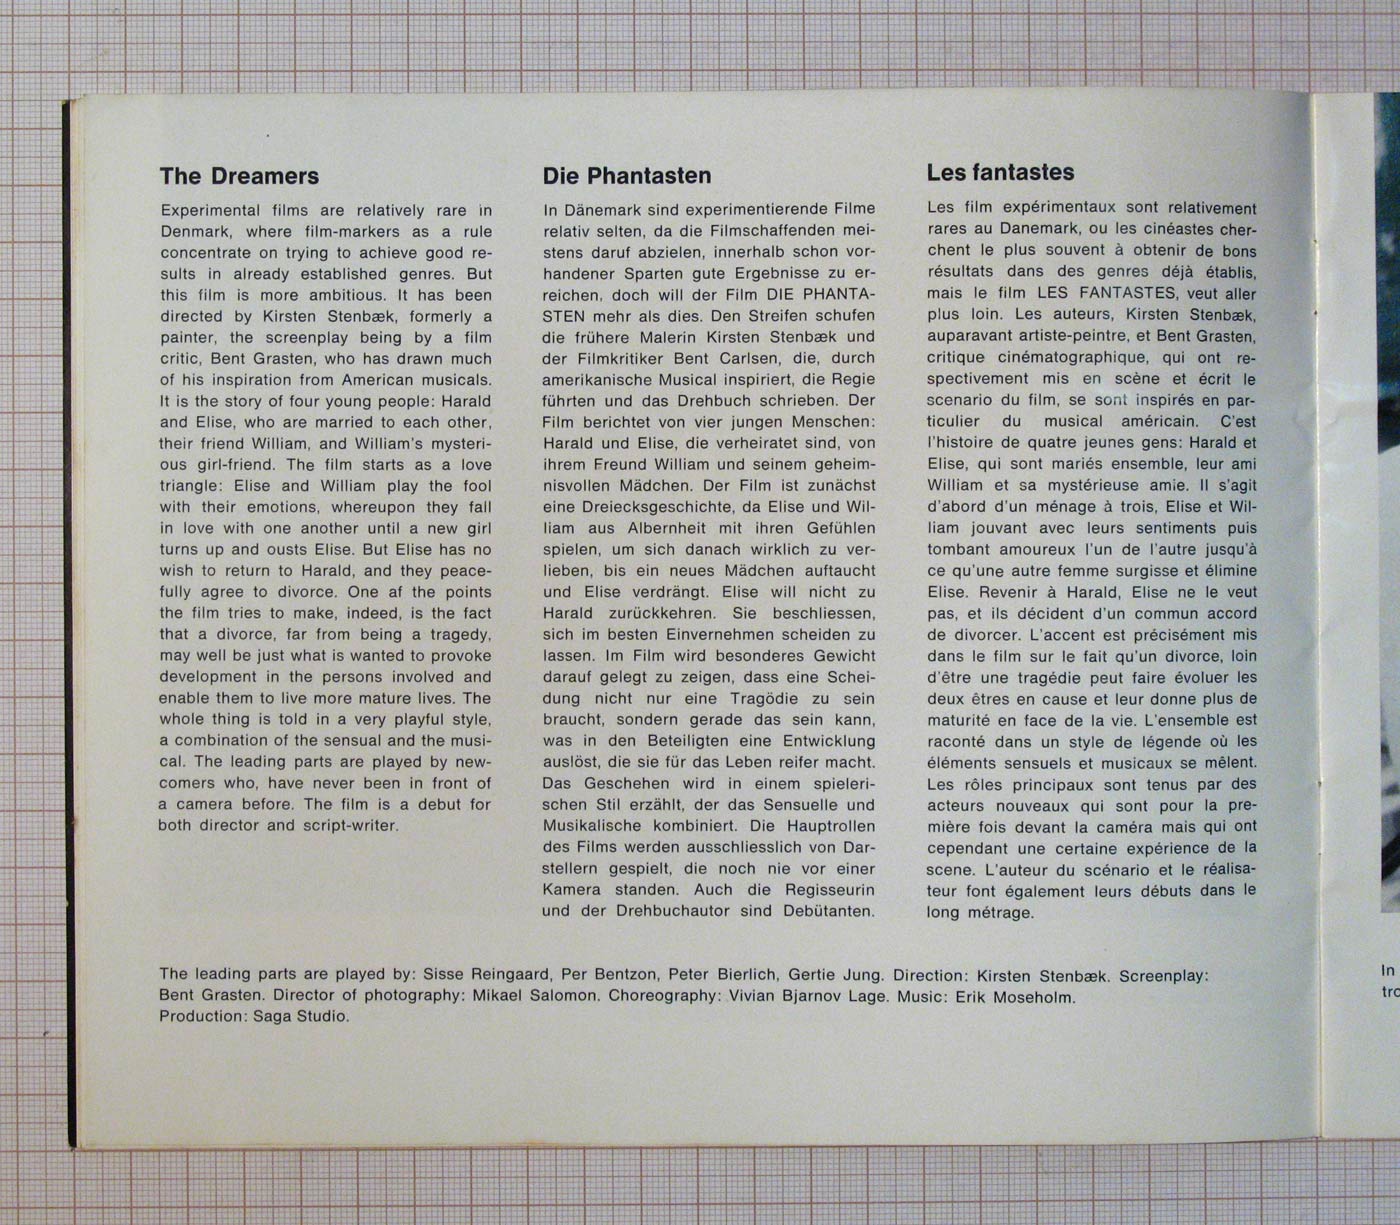 The Dreamers
Experimental films are relatively rare in
Denmark, where film-markers as a rule
concentrate on trying to achieve good re-
sults in already established genres. But
this film is more ambitious. It has been
directed by Kirsten Stenbæk, formerly a
painter, the screenplay being by a film
critic, Bent Grasten, who has drawn much
of his inspiration from American musicals.
It is the story of four young people: Harald
and Elise, who are married to each other,
their friend William, and William's mysteri-
ous girl-friend. The film starts as a love
triangle: Elise and William play the fool
with their emotions, whereupon they fall
in love with one another until a new girl
turns up and ousts Elise. But Elise has no
wish to return to Harald, and they peace-
fully agree to divorce. One af the points
the film tries to make, indeed, is the fact
that a divorce, far from being a tragedy,
may well be just what is wanted to provoke
development in the persons involved and
enable them to live more mature lives. The
whole thing is told in a very playful style,
a combination of the sensual and the musi-
cal. The leading parts are played by new-
comers who, have never been in front of
a camera before. The film is a debut for
both director and script-writer.
Die Phantasten
In Dänemark sind experimentierende Filme
relativ selten, da die Filmschaffenden mei-
stens daruf abzielen, innerhalb schon vor-
handener Sparten gute Ergebnisse zu er-
reichen, doch will der Film DIE PHANTA-
STEN mehr als dies. Den Streifen schufen
die frühere Malerin Kirsten Stenbæk und
der Filmkritiker Bent Carlsen, die, durch
amerikanische Musical inspiriert, die Regie
führten und das Drehbuch schrieben. Der
Film berichtet von vier jungen Menschen:
Harald und Elise, die verheiratet sind, von
ihrem Freund William und seinem geheim-
nisvollen Mädchen. Der Film ist zunächst
eine Dreiecksgeschichte, da Elise und Wil-
liam aus Albernheit mit ihren Gefühlen
spielen, um sich danach wirklich zu ver-
lieben, bis ein neues Mädchen auftaucht
und Elise verdrängt. Elise will nicht zu
Harald zurückkehren. Sie beschliessen,
sich im besten Einvernehmen scheiden zu
lassen. Im Film wird besonderes Gewicht
darauf gelegt zu zeigen, dass eine Schei-
dung nicht nur eine Tragödie zu sein
braucht, sondern gerade das sein kann,
was in den Beteiligten eine Entwicklung
auslöst, die sie für das Leben reifer macht.
Das Geschehen wird in einem spieleri-
schen Stil erzählt, der das Sensuelle und
Musikalische kombiniert. Die Hauptrollen
des Films werden ausschliesslich von Dar-
stellern gespielt, die noch nie vor einer
Kamera standen. Auch die Regisseurin
und der Drehbuchautor sind Debütanten.
Les fantastes
Les film expérimentaux sont relativement
rares au Danemark, ou les cinéastes cher-
chent le plus souvent à obtenir de bons
résultats dans des genres déjà établis,
mais le film LES FANTASTES, veut aller
plus loin. Les auteurs, Kirsten Stenbæk,
auparavant artiste-peintre, et Bent Grasten,
critique cinématographique, qui ont re-
spectivement mis en scène et écrit le
scenario du film, se sont inspirés en par-
ticulier du musical américain. C'est
l'histoire de quatre jeunes gens: Harald et
Elise, qui sont mariés ensemble, leur ami
William et sa mystérieuse amie. Il s'agit
d'abord d'un ménage à trois, Elise et Wil-
liam jouvant avec leurs sentiments puis
tombant amoureux l'un de l'autre jusqu'à
ce qu'une autre femme surgisse et élimine
Elise. Revenir à Harald, Elise ne le veut
pas, et ils décident d'un commun accord
de divorcer. L'accent est précisément mis
dans le film sur le fait qu'un divorce, loin
d'être une tragédie peut faire évoluer les
deux êtres en cause et leur donne plus de
maturité en face de la vie. L'ensemble est
raconté dans un style de légende où les
éléments sensuels et musicaux se mêlent.
Les rôles principaux sont tenus par des
acteurs nouveaux qui sont pour la pre-
mière fois devant la caméra mais qui ont
cependant une certaine expérience de la
scene. L'auteur du scénario et le réalisa-
teur font également leurs débuts dans le
long métrage.
The leading parts are played by: Sisse Reingaard, Per Bentzon, Peter Bierlich, Gertie Jung. Direction: Kirsten Stenbæk. Screenplay:
Bent Grasten. Director of photography: Mikael Salomon. Choreography: Vivian Bjarnov Lage. Music: Erik Moseholm.
Production: Saga Studio.
In
tro